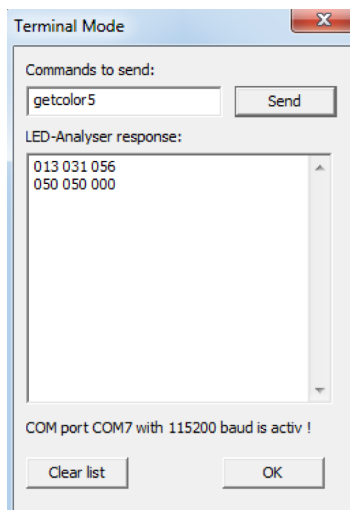 Terminal Mode
X
Commands to send:
getcolor5
Send
LED-Analyser response:
013 031 056
050 050 000
COM port COM7 with 115200 baud is activ !
Clear list
OK